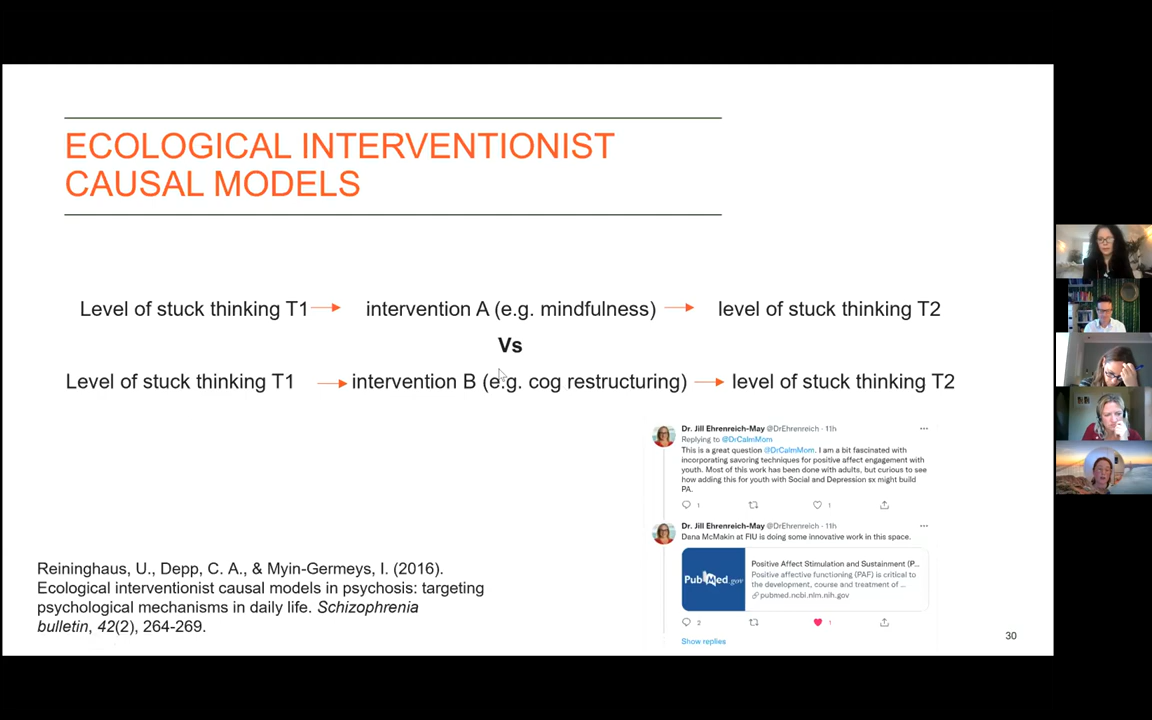 ECOLOGICAL INTERVENTIONIST
CAUSAL MODELS
Level of stuck thinking T1 intervention A (e.g. mindfulness) level of stuck thinking T2
Vs
Level of stuck thinking T1 intervention B (e.g. cog restructuring) level of stuck thinking T2
Dr. Jill Ehrenreich-May @DrEhrenreich · 11h
Replying to @DrCalmMom
This is a great question @DrCalmMom. I am a bit fascinated with
incorporating savoring techniques for positive affect engagement with
youth. Most of this work has been done with adults, but curious to see
how adding this for youth with Social and Depression sx might build
PA.
1 1
Dr. Jill Ehrenreich-May @DrEhrenreich · 11h
Dana McMakin at FIU is doing some innovative work in this space.
PubMed.gov
Positive Affect Stimulation and Sustainment (P...
Positive affective functioning (PAF) is critical to
the development, course and treatment of ...
pubmed.ncbi.nlm.nih.gov
2 1
Show replies
Reininghaus, U., Depp, C. A., & Myin-Germeys, I. (2016).
Ecological interventionist causal models in psychosis: targeting
psychological mechanisms in daily life. Schizophrenia
bulletin, 42(2), 264-269.
30